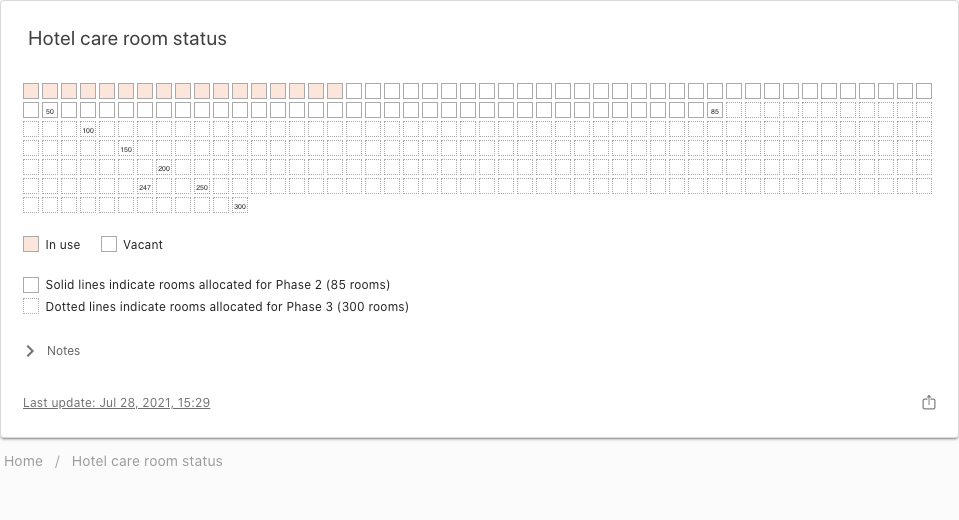 Hotel care room status
50
85
100
150
200
247
250
300
In use
Vacant
Solid lines indicate rooms allocated for Phase 2 (85 rooms)
Dotted lines indicate rooms allocated for Phase 3 (300 rooms)
Notes
Last update: Jul 28, 2021, 15:29
Home / Hotel care room status